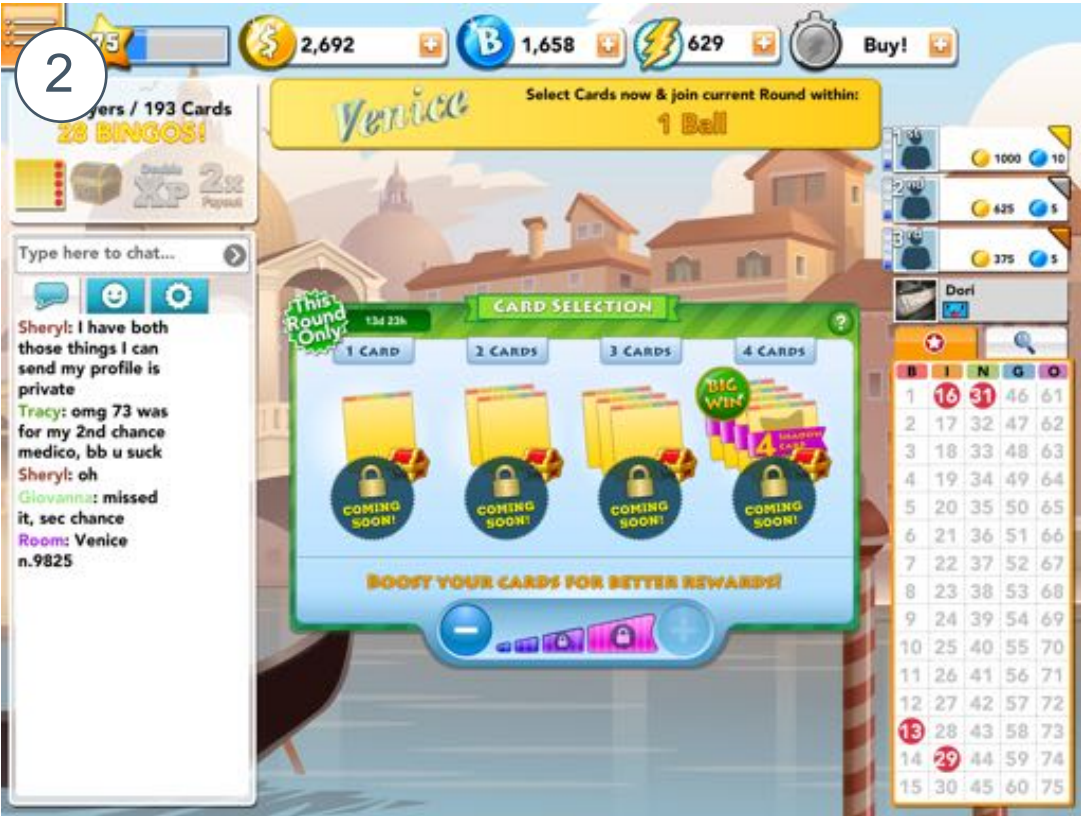 2
75
2,692
1,658
629
Buy!
yers / 193 Cards
28 BINGOS!
Double XP
2x Payout
Venice
Select Cards now & join current Round within:
1 Ball
Type here to chat...
Sheryl: I have both
those things I can
send my profile is
private
Tracy: omg 73 was
for my 2nd chance
medico, bb u suck
Sheryl: oh
Giovanna: missed
it, sec chance
Room: Venice
n.9825
This Round Only!
13d 23h
CARD SELECTION
?
1 CARD
2 CARDS
3 CARDS
4 CARDS
BIG WIN
4 SHADOW CARD
COMING SOON!
COMING SOON!
COMING SOON!
COMING SOON!
BOOST YOUR CARDS FOR BETTER REWARDS!
1st
1000 10
2nd
625 5
3rd
375 5
Dori
B I N G O
1 16 31 46 61
2 17 32 47 62
3 18 33 48 63
4 19 34 49 64
5 20 35 50 65
6 21 36 51 66
7 22 37 52 67
8 23 38 53 68
9 24 39 54 69
10 25 40 55 70
11 26 41 56 71
12 27 42 57 72
13 28 43 58 73
14 29 44 59 74
15 30 45 60 75